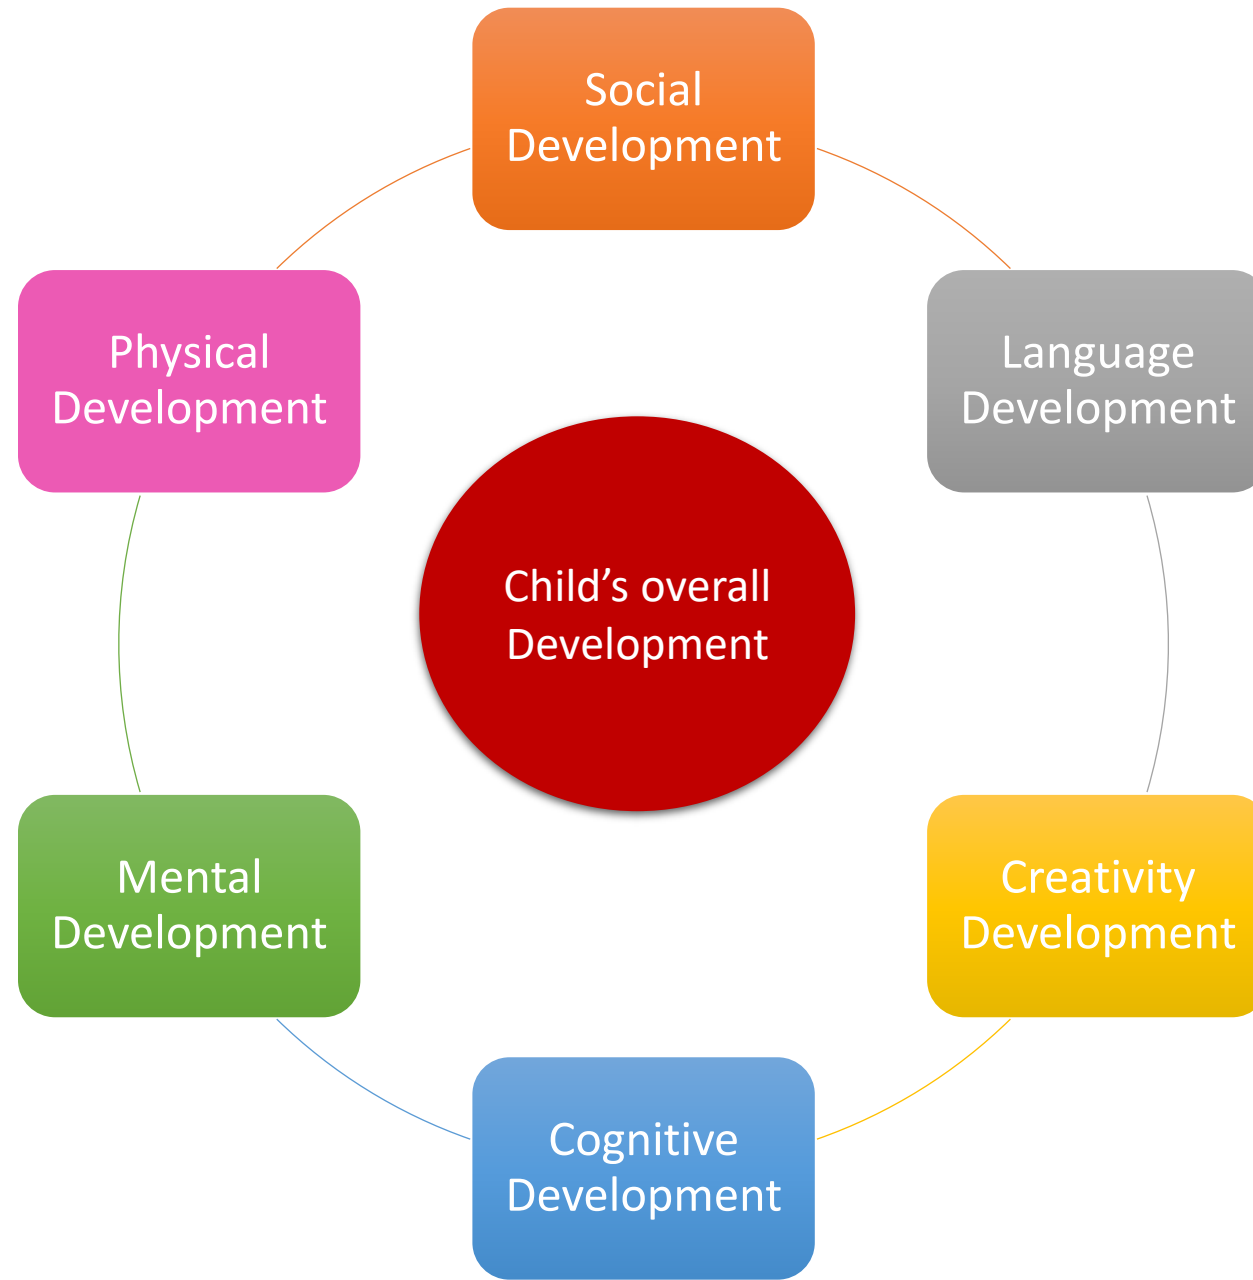 Social
Development
Language
Development
Creativity
Development
Cognitive
Development
Mental
Development
Physical
Development
Child’s overall
Development